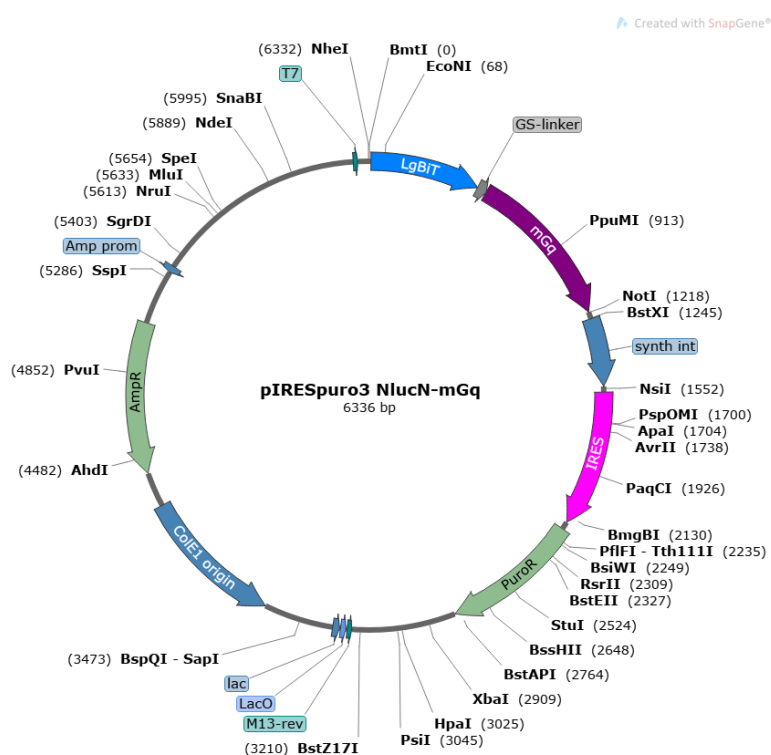 Created with SnapGene®
(6332) NheI
BmtI (0)
EcoNI (68)
T7
(5995) SnaBI
(5889) NdeI
GS-linker
LgBiT
(5654) SpeI
(5633) MluI
(5613) NruI
(5403) SgrDI
Amp prom
(5286) SspI
mGq
PpuMI (913)
NotI (1218)
BstXI (1245)
synth int
(4852) PvuI
AmpR
pIRESpuro3 NlucN-mGq
6336 bp
NsiI (1552)
PspOMI (1700)
ApaI (1704)
AvrII (1738)
IRES
(4482) AhdI
PaqCI (1926)
ColE1 origin
BmgBI (2130)
PflFI - Tth111I (2235)
BsiWI (2249)
RsrII (2309)
BstEII (2327)
PuroR
StuI (2524)
BssHII (2648)
BstAPI (2764)
(3473) BspQI - SapI
lac
LacO
M13-rev
(3210) BstZ17I
XbaI (2909)
HpaI (3025)
PsiI (3045)